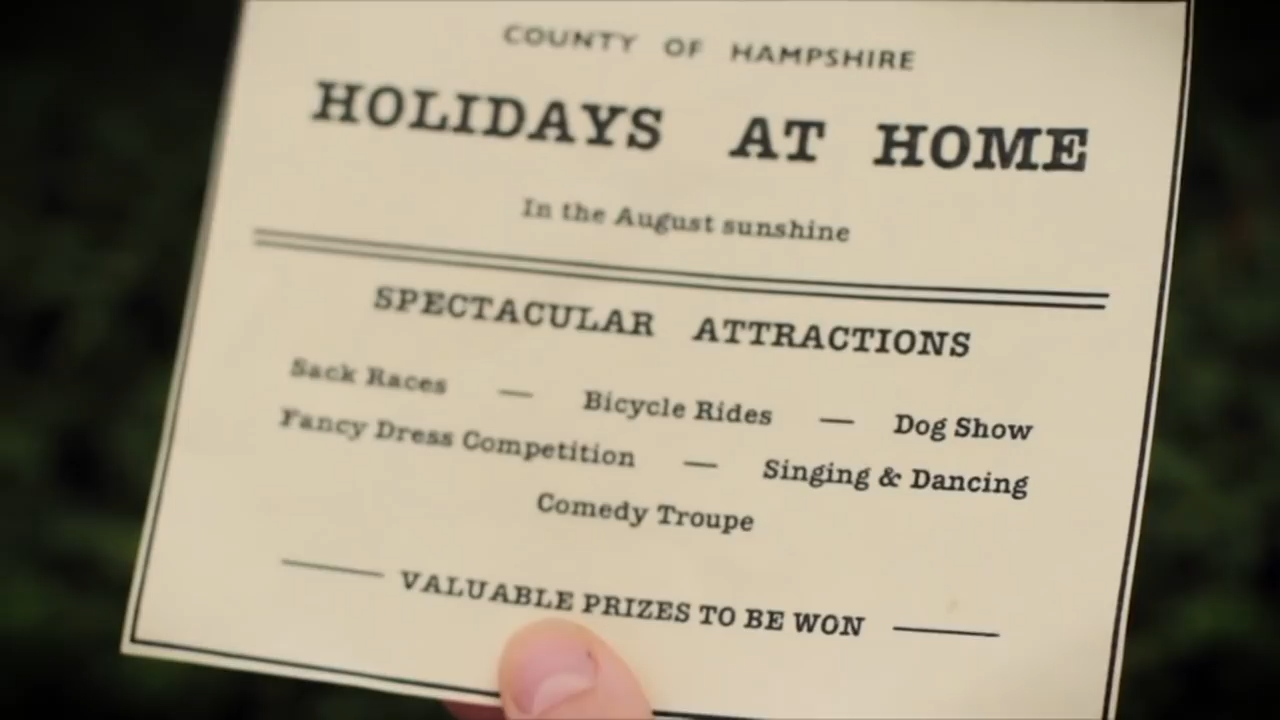 COUNTY OF HAMPSHIRE
HOLIDAYS AT HOME
In the August sunshine
SPECTACULAR ATTRACTIONS
Sack Races — Bicycle Rides — Dog Show
Fancy Dress Competition — Singing & Dancing
Comedy Troupe
VALUABLE PRIZES TO BE WON